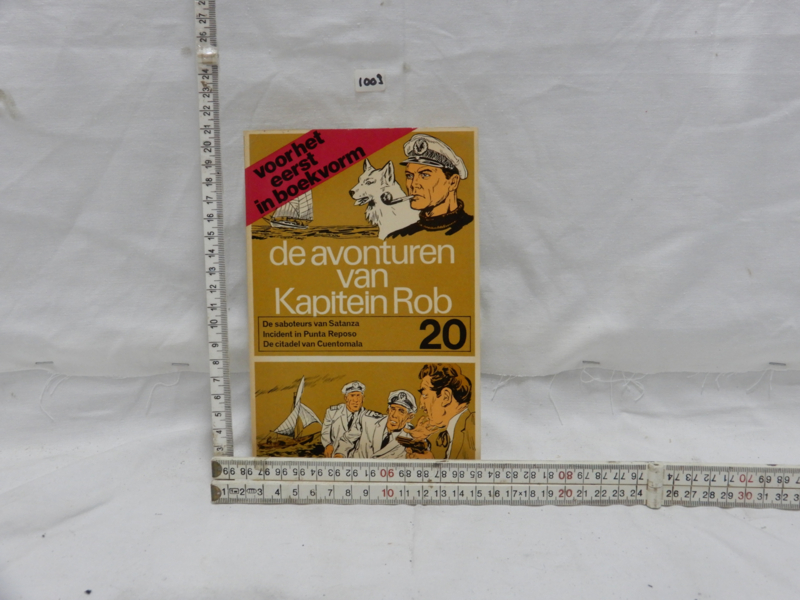 1009
voor het
eerst
in boekvorm
de avonturen
van
Kapitein Rob
De saboteurs van Satanza
Incident in Punta Reposo
De citadel van Cuentomala
20